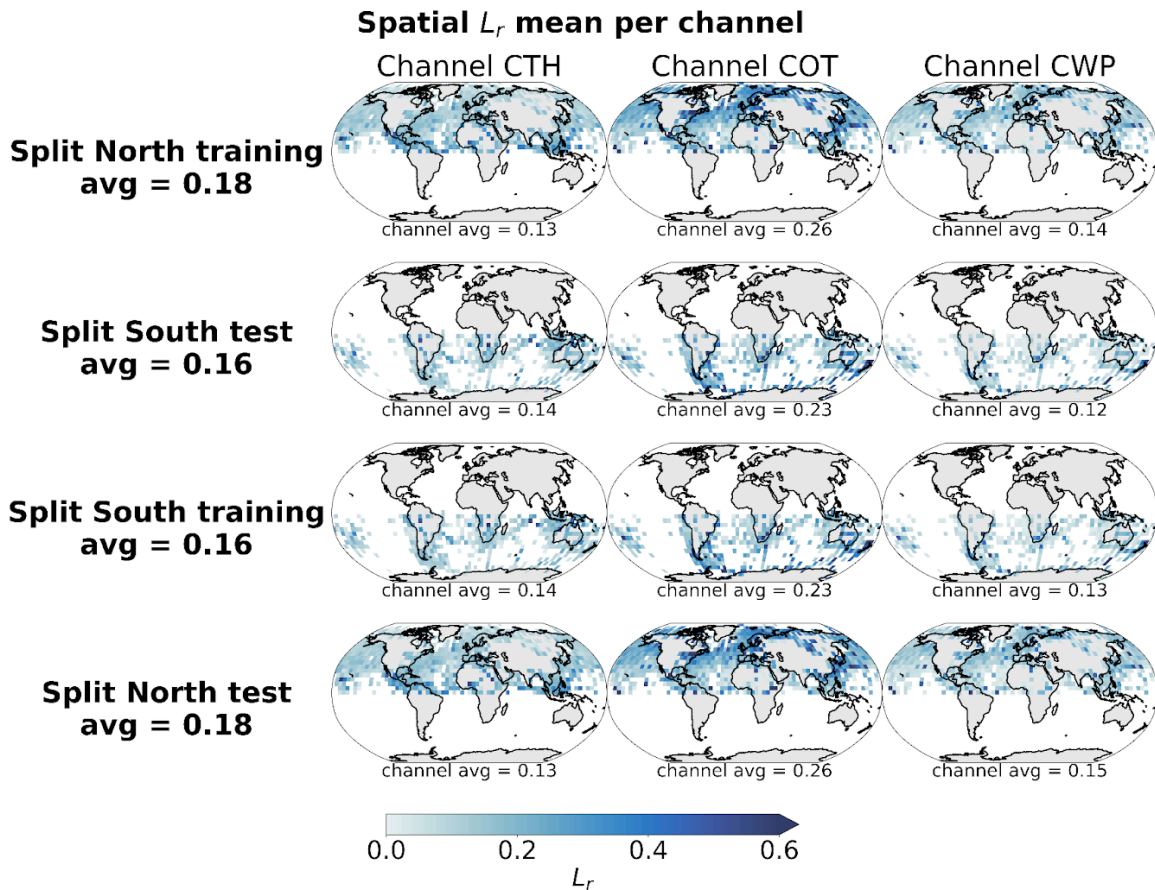 Spatial L_r mean per channel
Channel CTH
Channel COT
Channel CWP
Split North training
avg = 0.18
channel avg = 0.13
channel avg = 0.26
channel avg = 0.14
Split South test
avg = 0.16
channel avg = 0.14
channel avg = 0.23
channel avg = 0.12
Split South training
avg = 0.16
channel avg = 0.14
channel avg = 0.23
channel avg = 0.13
Split North test
avg = 0.18
channel avg = 0.13
channel avg = 0.26
channel avg = 0.15
0.0
0.2
0.4
0.6
L_r